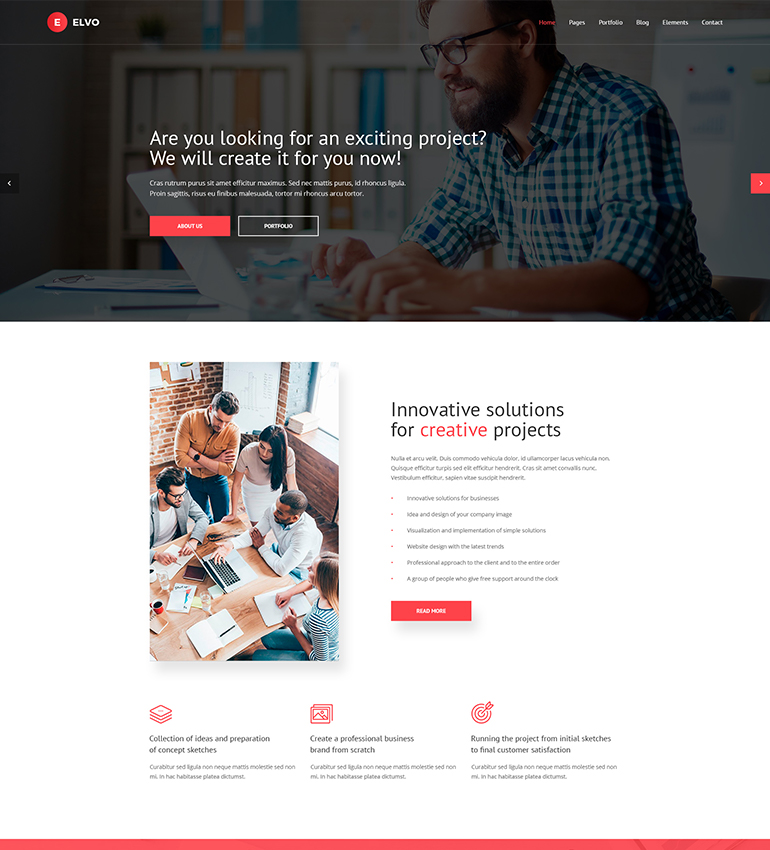 E ELVO
Home Pages Portfolio Blog Elements Contact
Are you looking for an exciting project?
We will create it for you now!
Cras rutrum purus sit amet efficitur maximus. Sed nec mattis purus, id rhoncus ligula.
Proin sagittis, risus eu finibus malesuada, tortor mi rhoncus arcu tortor.
ABOUT US
PORTFOLIO
Innovative solutions
for creative projects
Nulla et arcu velit. Duis commodo vehicula dolor, id ullamcorper lacus vehicula non.
Quisque efficitur turpis sed elit efficitur hendrerit. Cras sit amet convallis nunc.
Vestibulum efficitur, sapien vitae suscipit hendrerit.
• Innovative solutions for businesses
• Idea and design of your company image
• Visualization and implementation of simple solutions
• Website design with the latest trends
• Professional approach to the client and to the entire order
• A group of people who give free support around the clock
READ MORE
Collection of ideas and preparation
of concept sketches
Curabitur sed ligula non neque mattis molestie sed non
mi. In hac habitasse platea dictumst.
Create a professional business
brand from scratch
Curabitur sed ligula non neque mattis molestie sed non
mi. In hac habitasse platea dictumst.
Running the project from initial sketches
to final customer satisfaction
Curabitur sed ligula non neque mattis molestie sed non
mi. In hac habitasse platea dictumst.